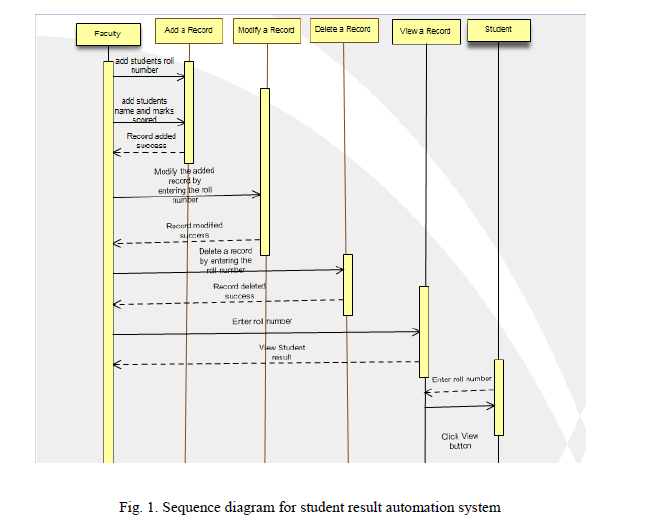 Faculty
Add a Record
Modify a Record
Delete a Record
View a Record
Student
add students roll
number
add students
name and marks
scored
Record added
success
Modify the added
record by
entering the roll
number
Record modified
success
Delete a record
by entering the
roll number
Record deleted
success
Enter roll number
View Student
result
Enter roll number
Click View
button
Fig. 1. Sequence diagram for student result automation system